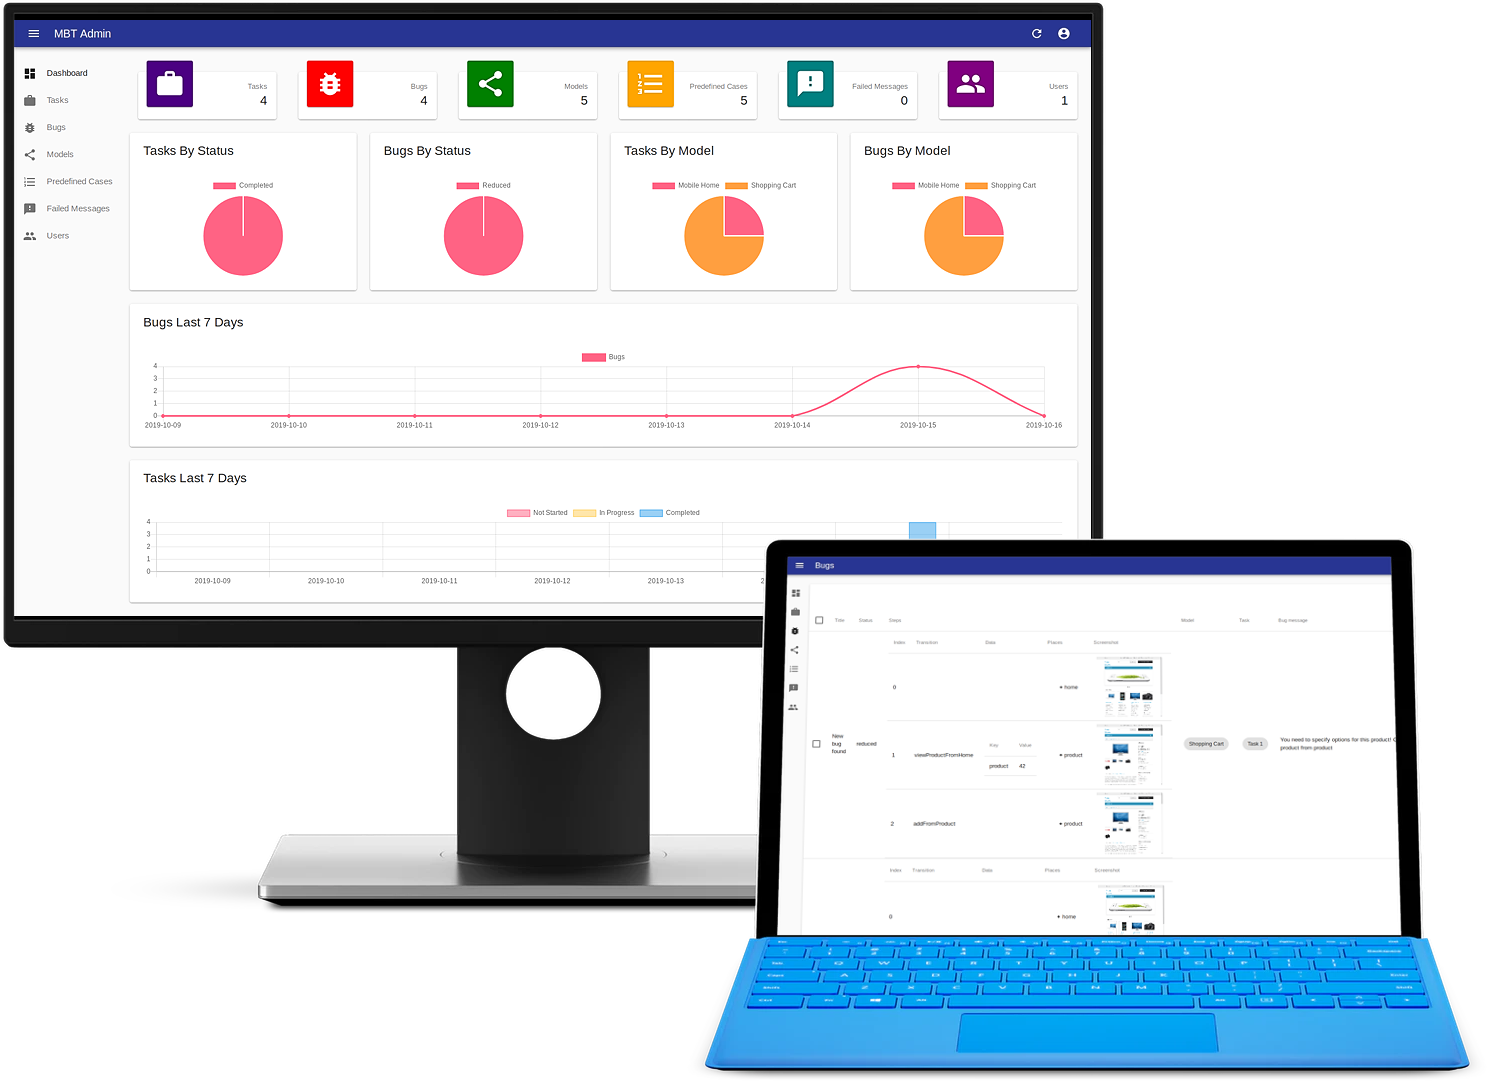 MBT Admin
Dashboard
Tasks
Bugs
Models
Predefined Cases
Failed Messages
Users
Tasks
4
Bugs
4
Models
5
Predefined Cases
5
Failed Messages
0
Users
1
Tasks By Status
Completed
Bugs By Status
Reduced
Tasks By Model
Mobile Home Shopping Cart
Bugs By Model
Mobile Home Shopping Cart
Bugs Last 7 Days
Bugs
4
3
2
1
0
2019-10-09 2019-10-10 2019-10-11 2019-10-12 2019-10-13 2019-10-14 2019-10-15 2019-10-16
Tasks Last 7 Days
Not Started In Progress Completed
4
3
2
1
0
2019-10-09 2019-10-10 2019-10-11 2019-10-12 2019-10-13 2
Bugs
Title Status Steps Model Task Bug message
Index Transition Data Places Screenshot
0 + home
New bug found reduced
1 viewProductFromHome
Key Value
product 42
+ product
Shopping Cart Task 1
You need to specify options for this product!
product from product
2 addFromProduct + product
Index Transition Data Places Screenshot
0 + home
Q W E R T Y U I O P
A S D F G H J K L Enter
Shift Z X C V B N M Shift
Ctrl